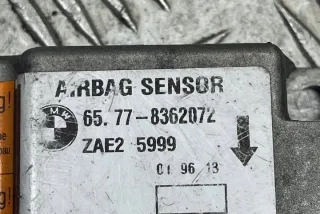 AIRBAG SENSOR
65.77-8362072
ZAE2 5999
01 96 13